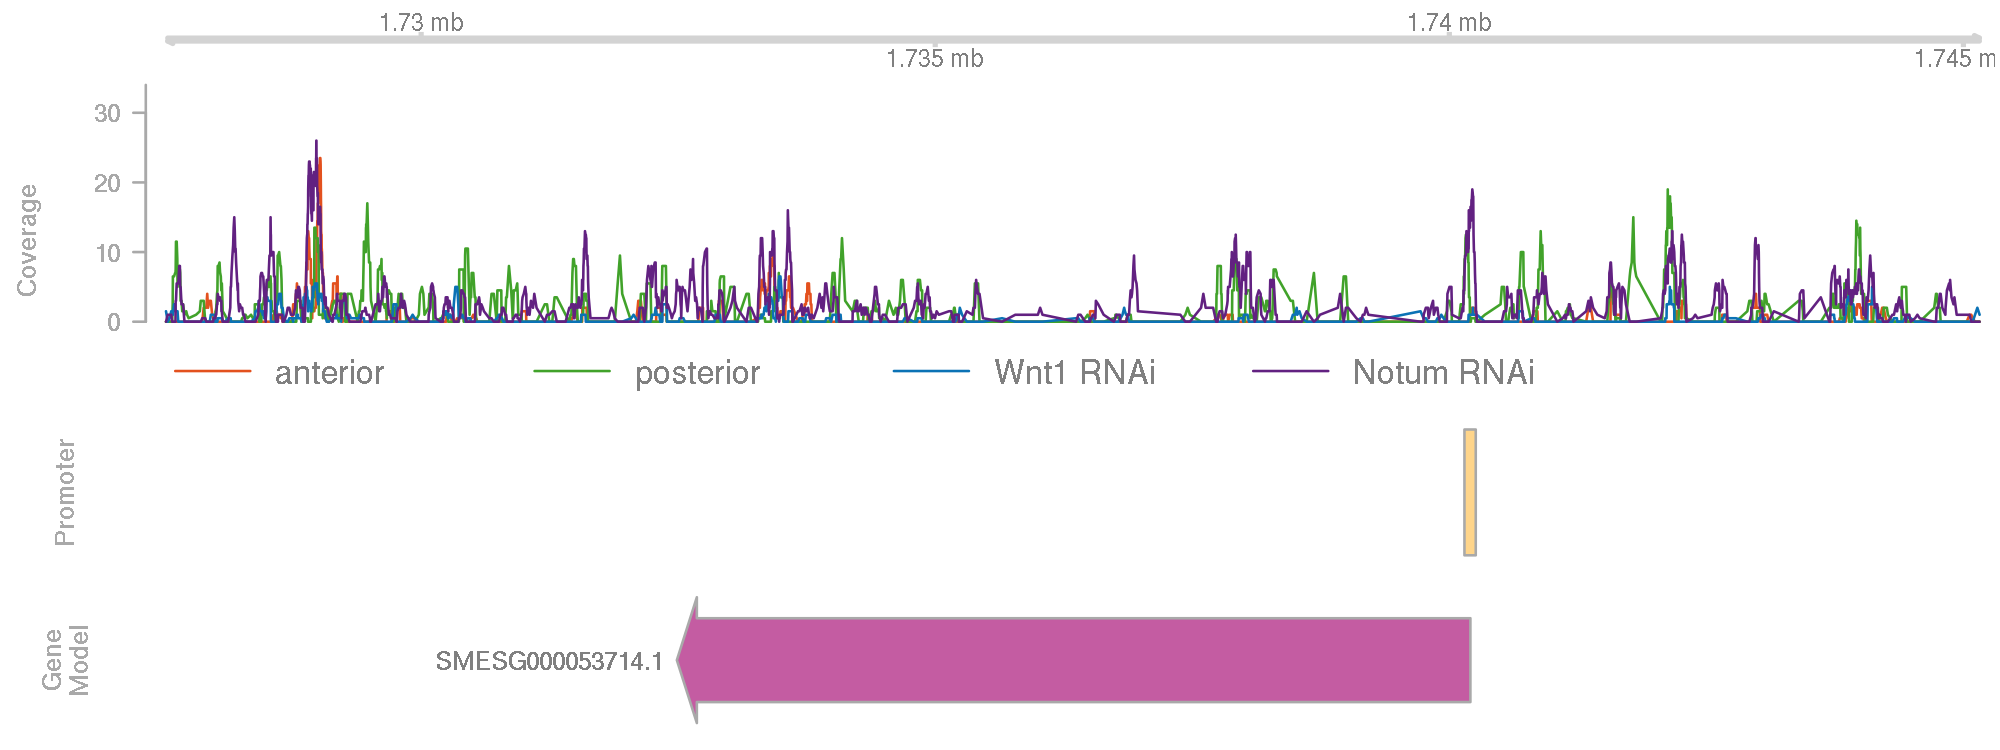 1.73 mb
1.74 mb
1.735 mb
1.745 m
30
20
10
0
Coverage
anterior
posterior
Wnt1 RNAi
Notum RNAi
Promoter
SMESG000053714.1
Gene
Model